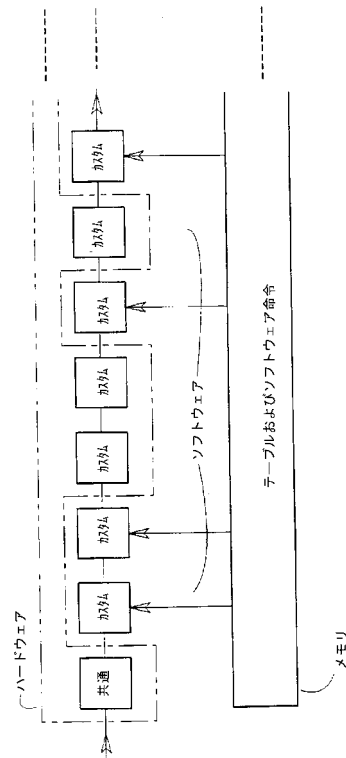 ハードウェア
共通
カスタム
カスタム
カスタム
カスタム
カスタム
カスタム
カスタム
ソフトウェア
テーブルおよびソフトウェア命令
メモリ